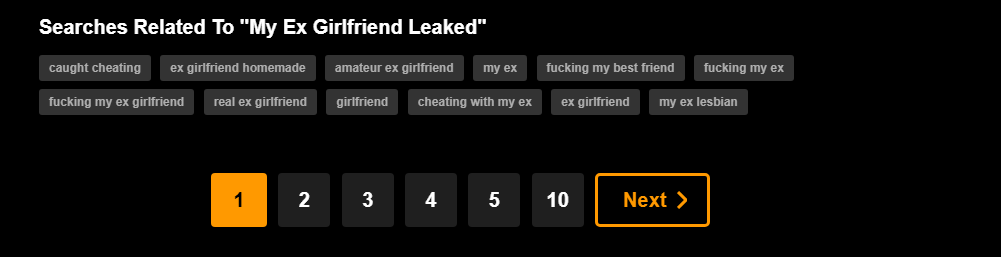 Searches Related To "My Ex Girlfriend Leaked"
caught cheating ex girlfriend homemade amateur ex girlfriend my ex fucking my best friend fucking my ex
fucking my ex girlfriend real ex girlfriend girlfriend cheating with my ex ex girlfriend my ex lesbian
1 2 3 4 5 10 Next